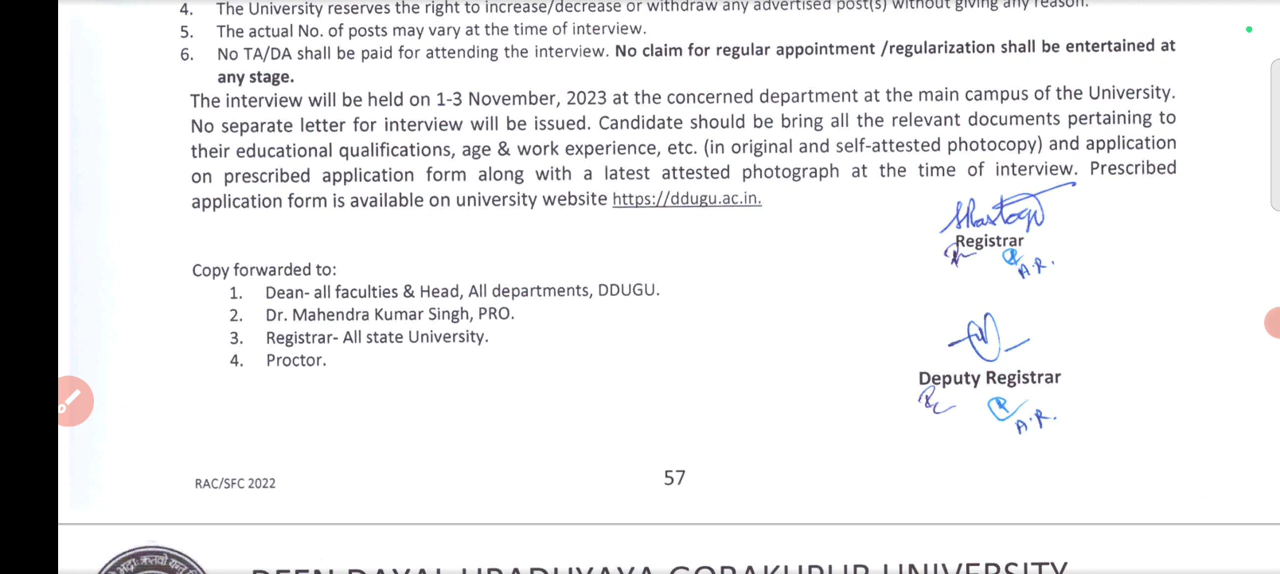 4. The University reserves the right to increase/decrease or withdraw any advertised post(s) without giving any reason.
5. The actual No. of posts may vary at the time of interview.
6. No TA/DA shall be paid for attending the interview. No claim for regular appointment /regularization shall be entertained at
any stage.
The interview will be held on 1-3 November, 2023 at the concerned department at the main campus of the University.
No separate letter for interview will be issued. Candidate should be bring all the relevant documents pertaining to
their educational qualifications, age & work experience, etc. (in original and self-attested photocopy) and application
on prescribed application form along with a latest attested photograph at the time of interview. Prescribed
application form is available on university website https://ddugu.ac.in.
Registrar
A.R.
Copy forwarded to:
1. Dean- all faculties & Head, All departments, DDUGU.
2. Dr. Mahendra Kumar Singh, PRO.
3. Registrar- All state University.
4. Proctor.
Deputy Registrar
A.R.
RAC/SFC 2022
57
DEEN DAYAL UPADHYAYA GORAKHPUR UNIVERSITY